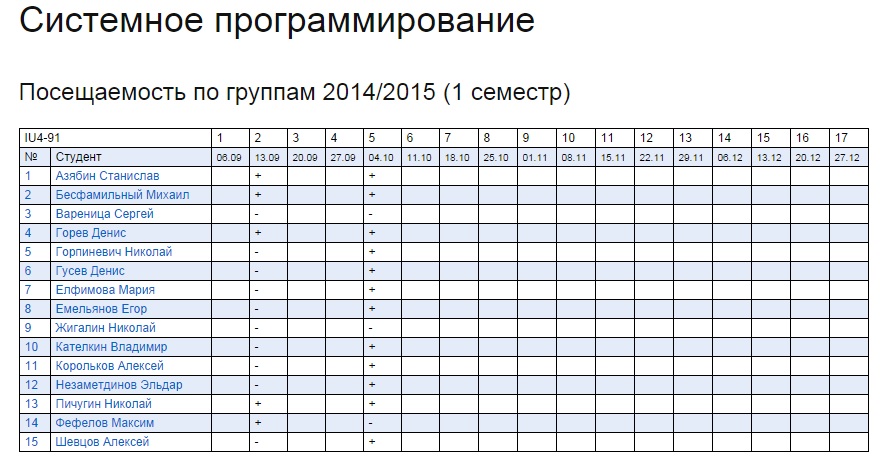 Системное программирование
Посещаемость по группам 2014/2015 (1 семестр)
IU4-91 1 2 3 4 5 6 7 8 9 10 11 12 13 14 15 16 17
№ Студент 06.09 13.09 20.09 27.09 04.10 11.10 18.10 25.10 01.11 08.11 15.11 22.11 29.11 06.12 13.12 20.12 27.12
1 Азябин Станислав + +
2 Бесфамильный Михаил + +
3 Вареница Сергей - -
4 Горев Денис + +
5 Горпиневич Николай - +
6 Гусев Денис - +
7 Елфимова Мария - +
8 Емельянов Егор - +
9 Жигалин Николай - -
10 Кателкин Владимир - +
11 Корольков Алексей - +
12 Незаметдинов Эльдар - +
13 Пичугин Николай + +
14 Фефелов Максим + -
15 Шевцов Алексей - +